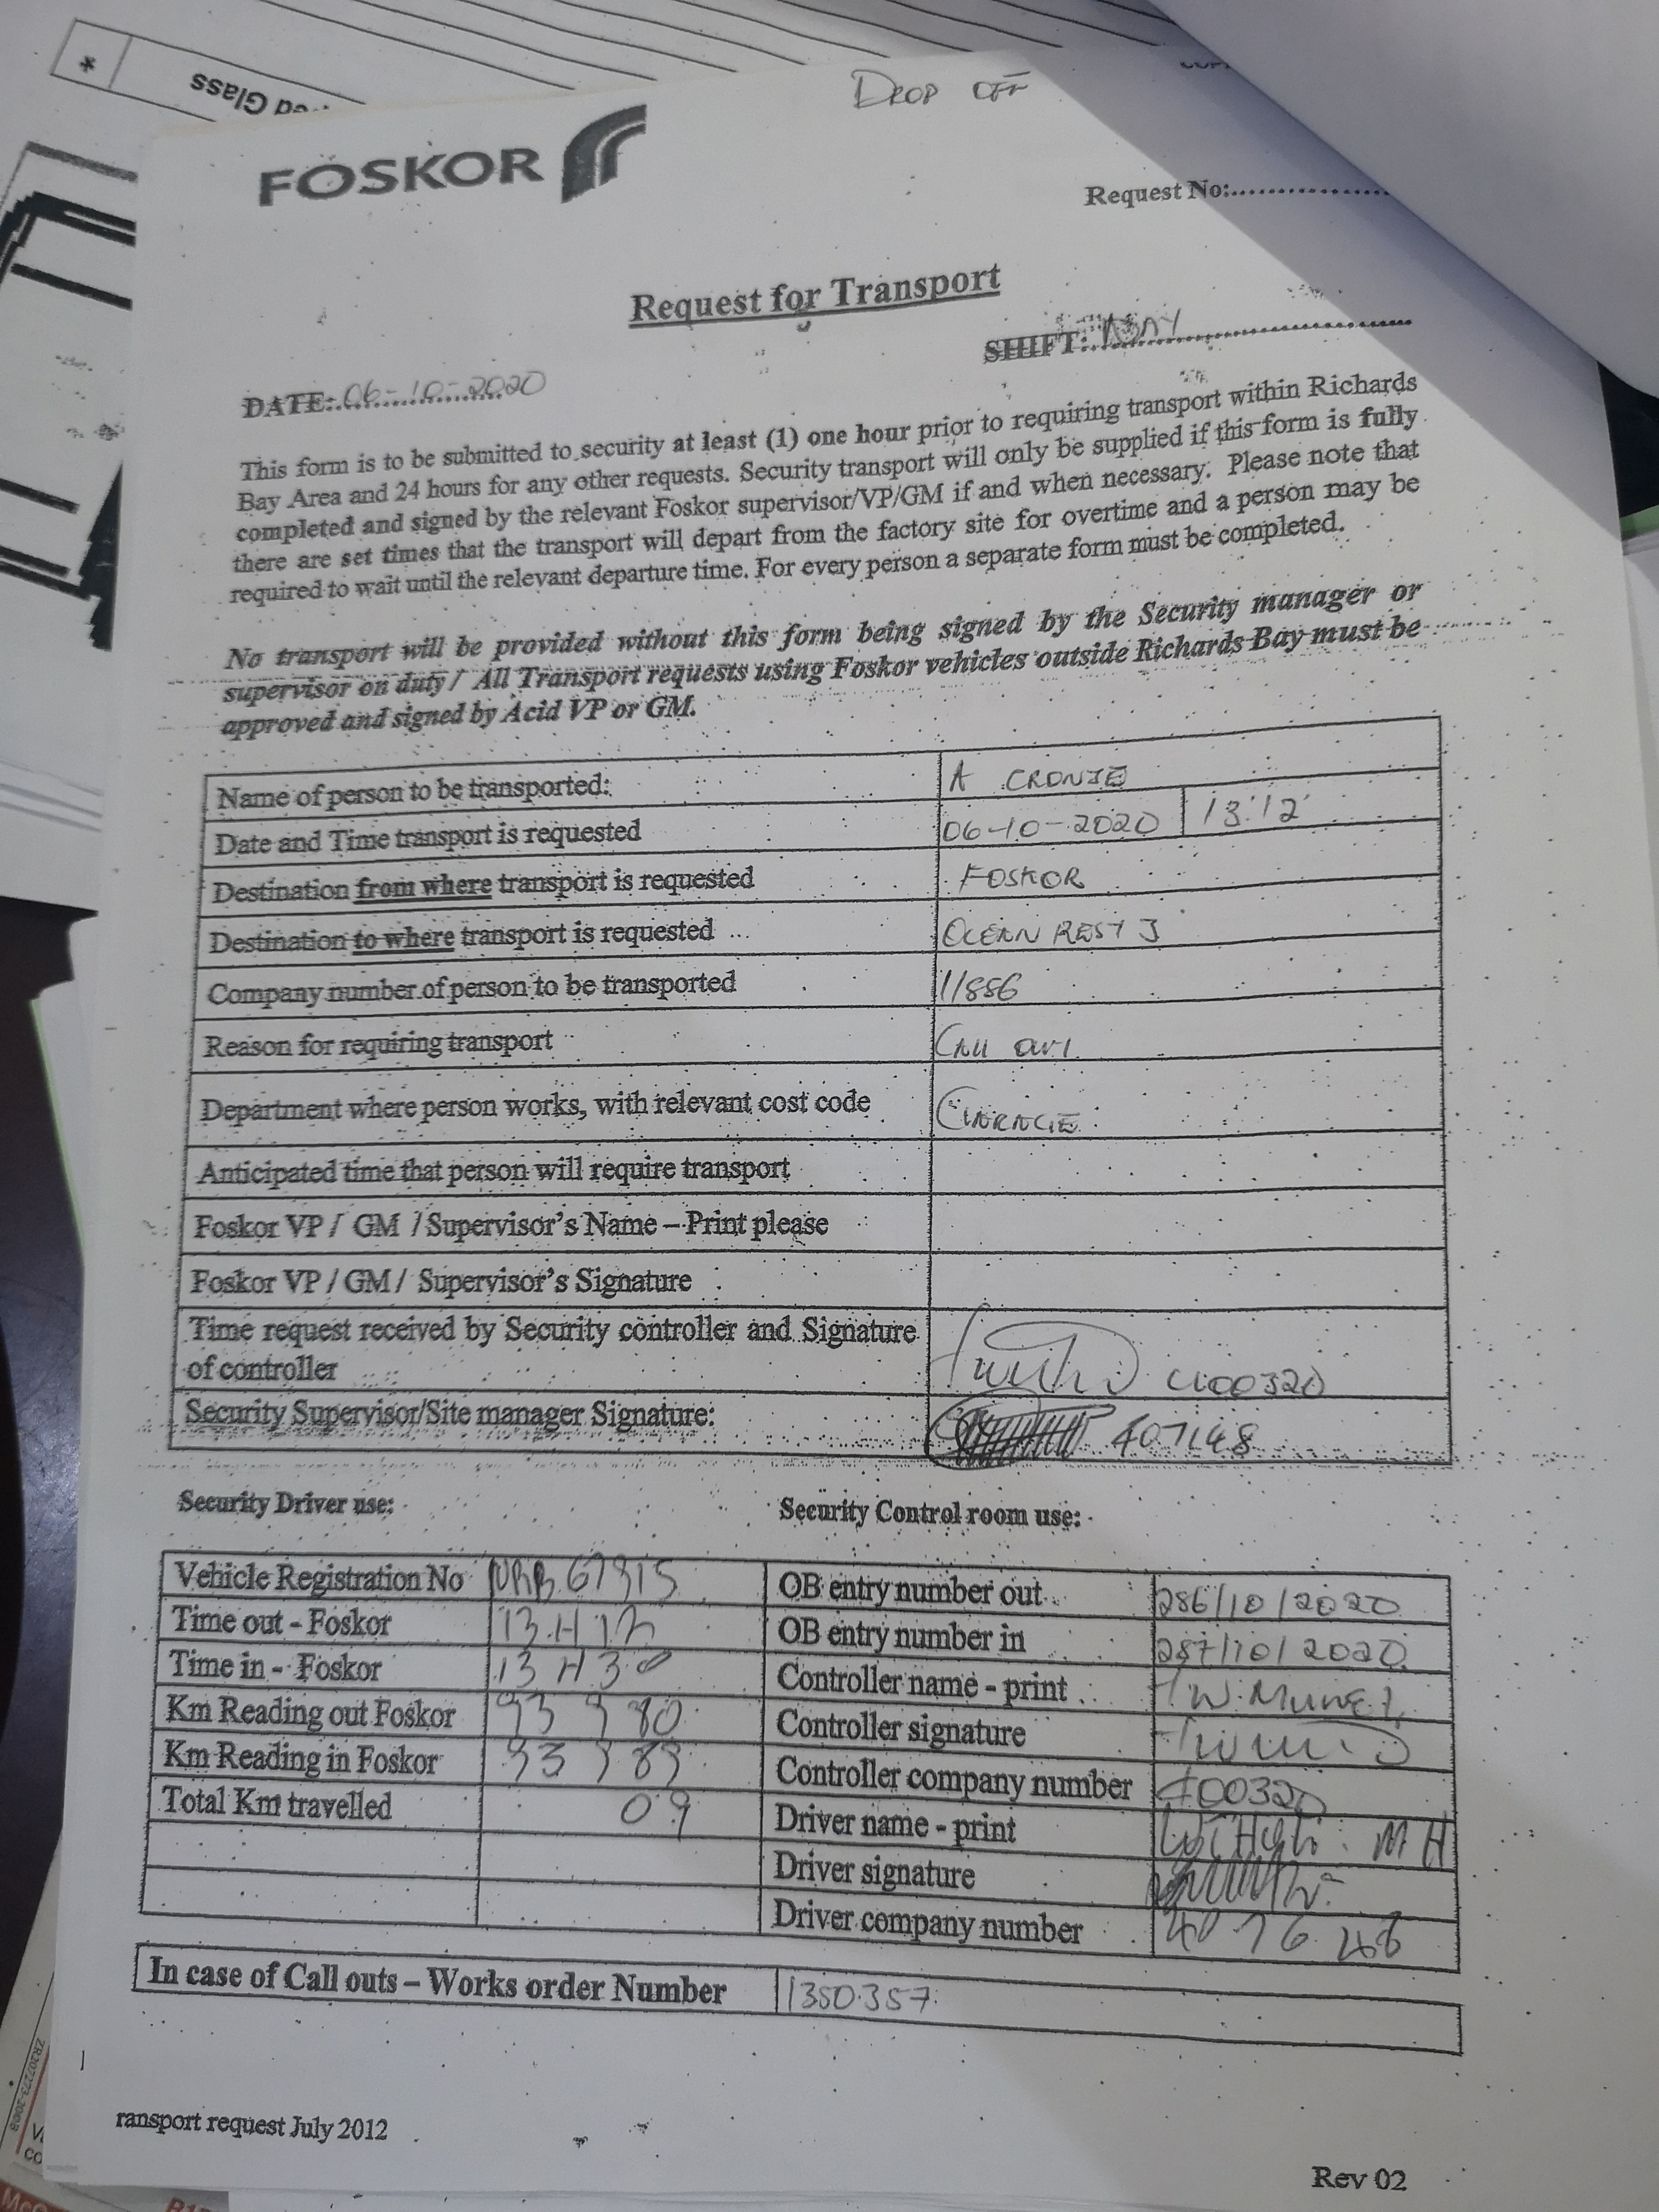 ed Glass
*
DROP OFF
FOSKOR
Request No:....................
Request for Transport
SHIFT:..............................
DATE: 06-10-2020
This form is to be submitted to security at least (1) one hour prior to requiring transport within Richards
Bay Area and 24 hours for any other requests. Security transport will only be supplied if this form is fully
completed and signed by the relevant Foskor supervisor/VP/GM if and when necessary. Please note that
there are set times that the transport will depart from the factory site for overtime and a person may be
required to wait until the relevant departure time. For every person a separate form must be completed.
No transport will be provided without this form being signed by the Security manager or
supervisor on duty / All Transport requests using Foskor vehicles outside Richards Bay must be
approved and signed by Acid VP or GM.
Name of person to be transported: A CRONJE
Date and Time transport is requested 06-10-2020 13:12
Destination from where transport is requested FOSKOR
Destination to where transport is requested OCEAN REST J
Company number of person to be transported 11886
Reason for requiring transport Call out
Department where person works, with relevant cost code
Anticipated time that person will require transport
Foskor VP / GM / Supervisor's Name – Print please
Foskor VP / GM / Supervisor's Signature
Time request received by Security controller and Signature
of controller
Security Supervisor/Site manager Signature: 407648
Security Driver use: Security Control room use:
Vehicle Registration No OB entry number out 286/10/2020
Time out - Foskor 13H12 OB entry number in 287/10/2020
Time in - Foskor 13H30 Controller name - print
Km Reading out Foskor Controller signature
Km Reading in Foskor Controller company number 400320
Total Km travelled 09 Driver name - print
Driver signature
Driver company number 407648
In case of Call outs – Works order Number 1350357
ransport request July 2012
Rev 02